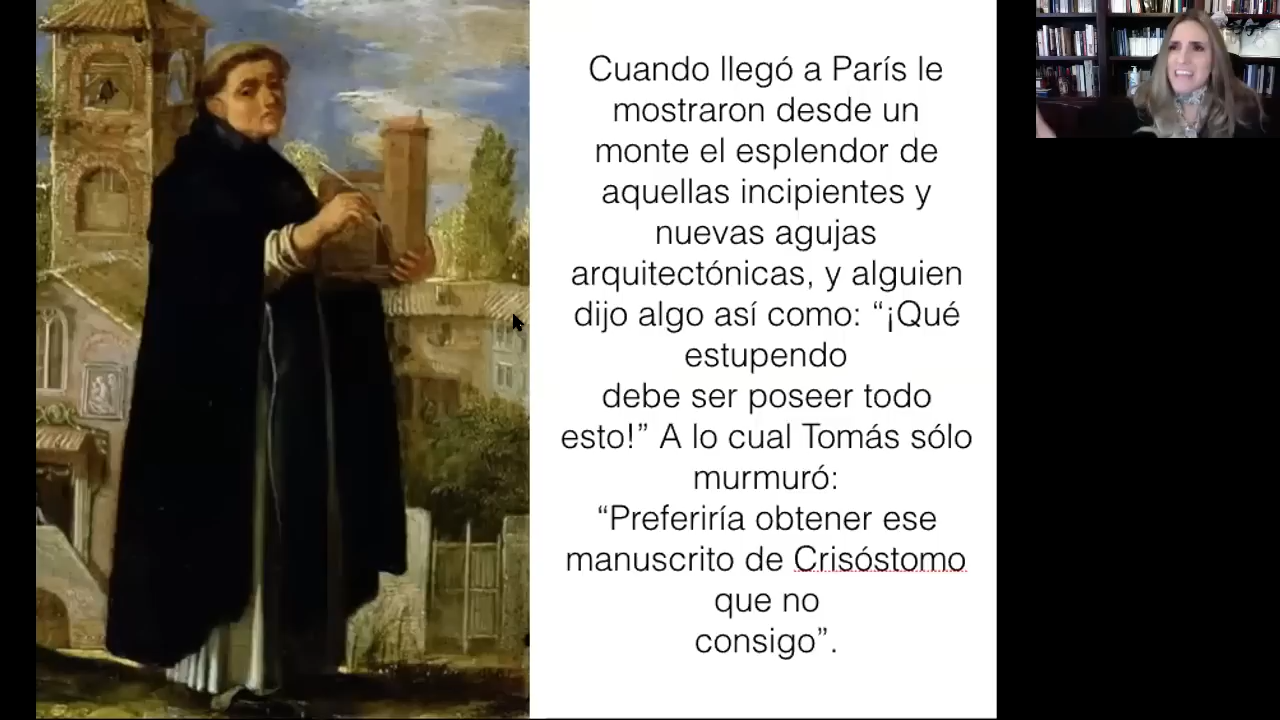 Cuando llegó a París le
mostraron desde un
monte el esplendor de
aquellas incipientes y
nuevas agujas
arquitectónicas, y alguien
dijo algo así como: “¡Qué
estupendo
debe ser poseer todo
esto!” A lo cual Tomás sólo
murmuró:
“Preferiría obtener ese
manuscrito de Crisóstomo
que no
consigo”.